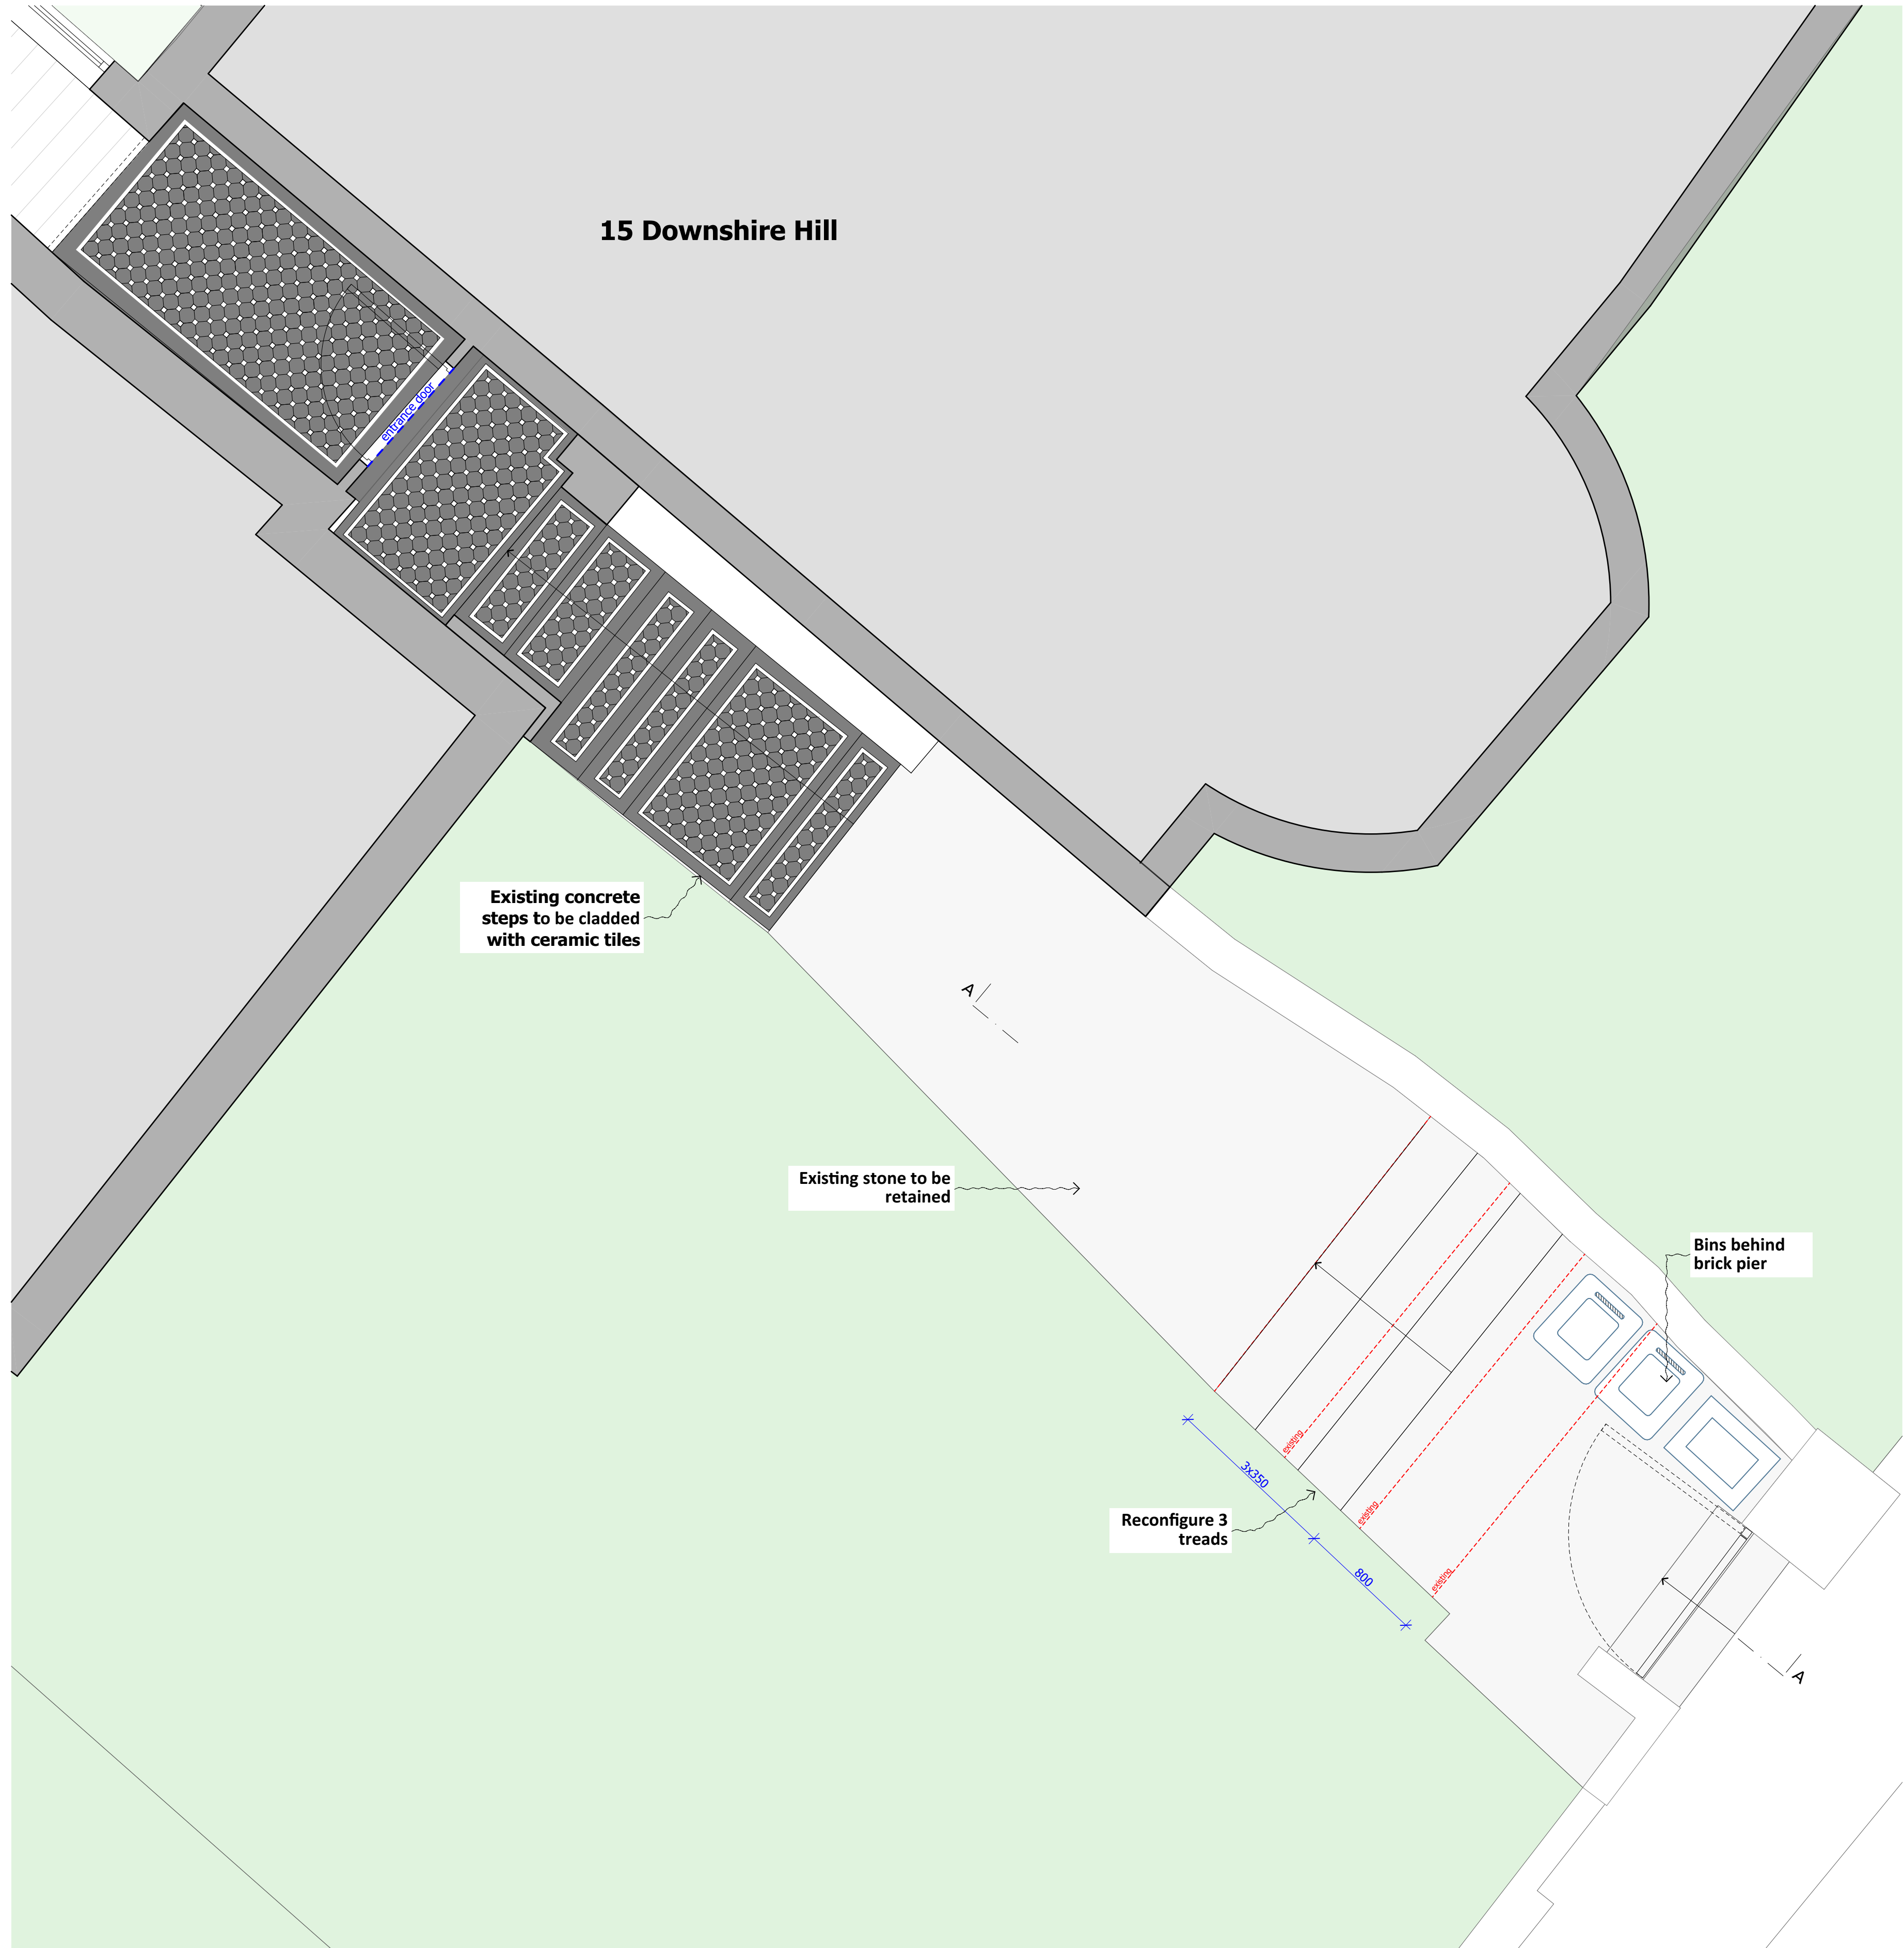 15 Downshire Hill
entrance door
Existing concrete
steps to be cladded
with ceramic tiles
A
Existing stone to be
retained
Bins behind
brick pier
existing
3x350
existing
Reconfigure 3
treads
800
existing
A